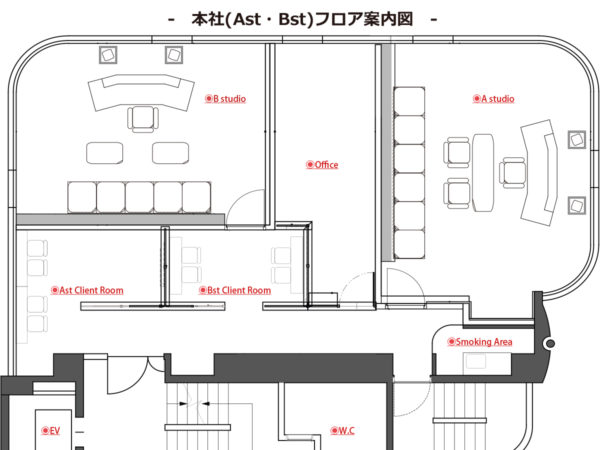 - 本社(Ast・Bst)フロア案内図 -
◉B studio
◉A studio
◉Office
◉Ast Client Room
◉Bst Client Room
◉Smoking Area
◉EV
◉W.C